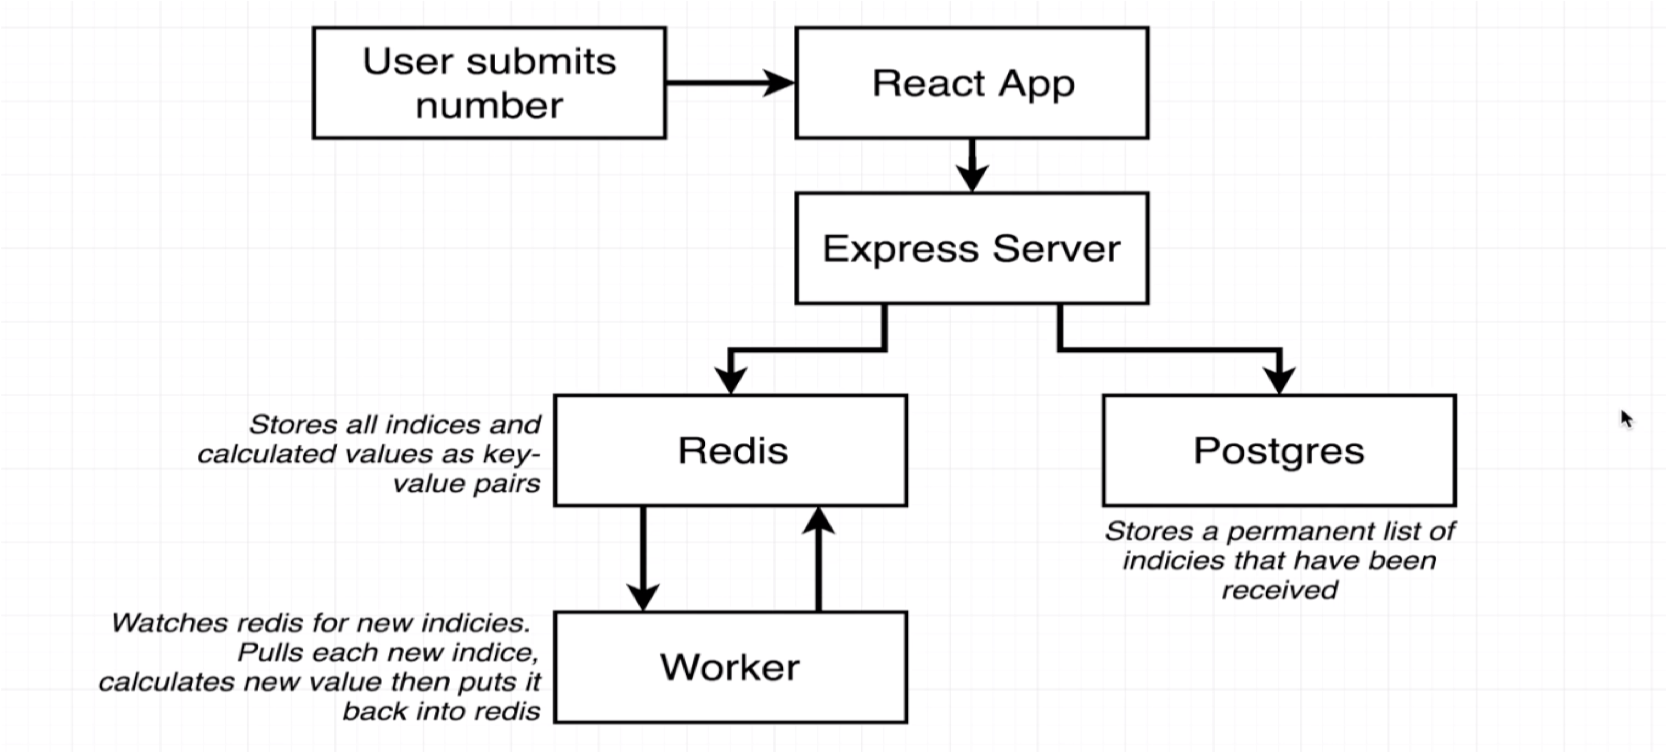 User submits
number
React App
Express Server
Stores all indices and
calculated values as key-
value pairs
Redis
Postgres
Stores a permanent list of
indicies that have been
received
Watches redis for new indicies.
Pulls each new indice,
calculates new value then puts it
back into redis
Worker